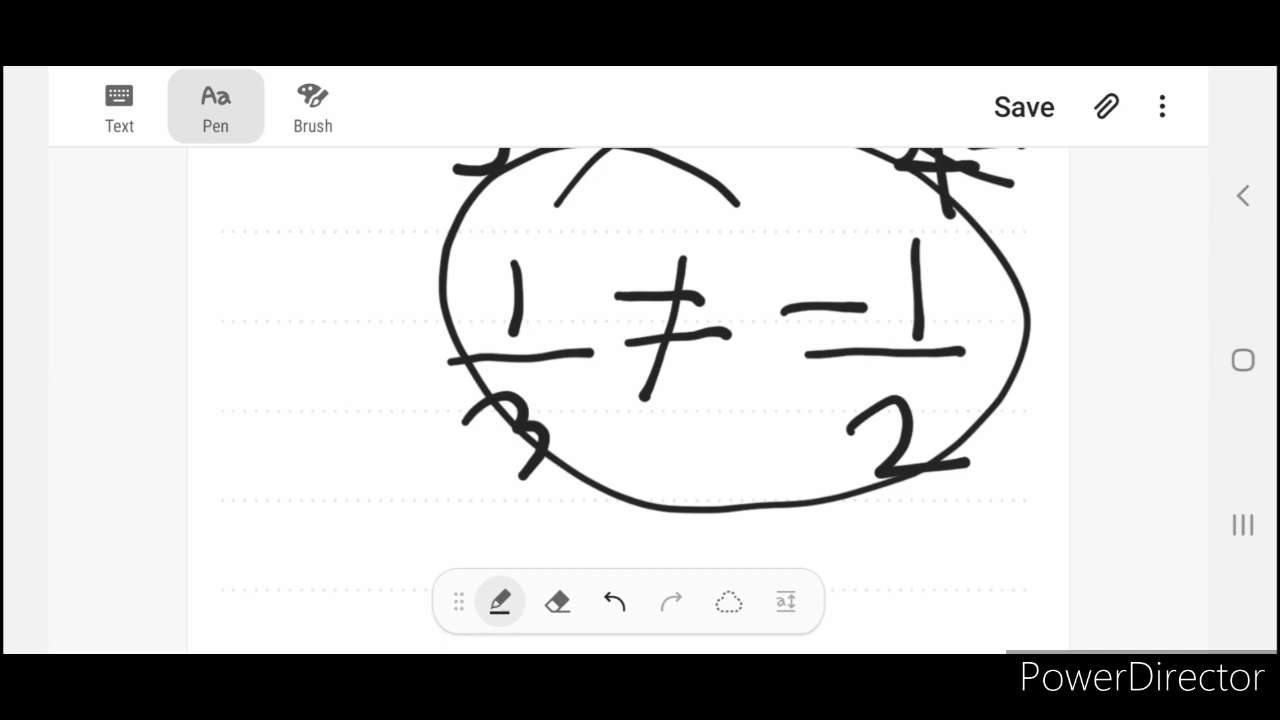 Text Pen Brush Save
1/3 ≠ -1/2
PowerDirector